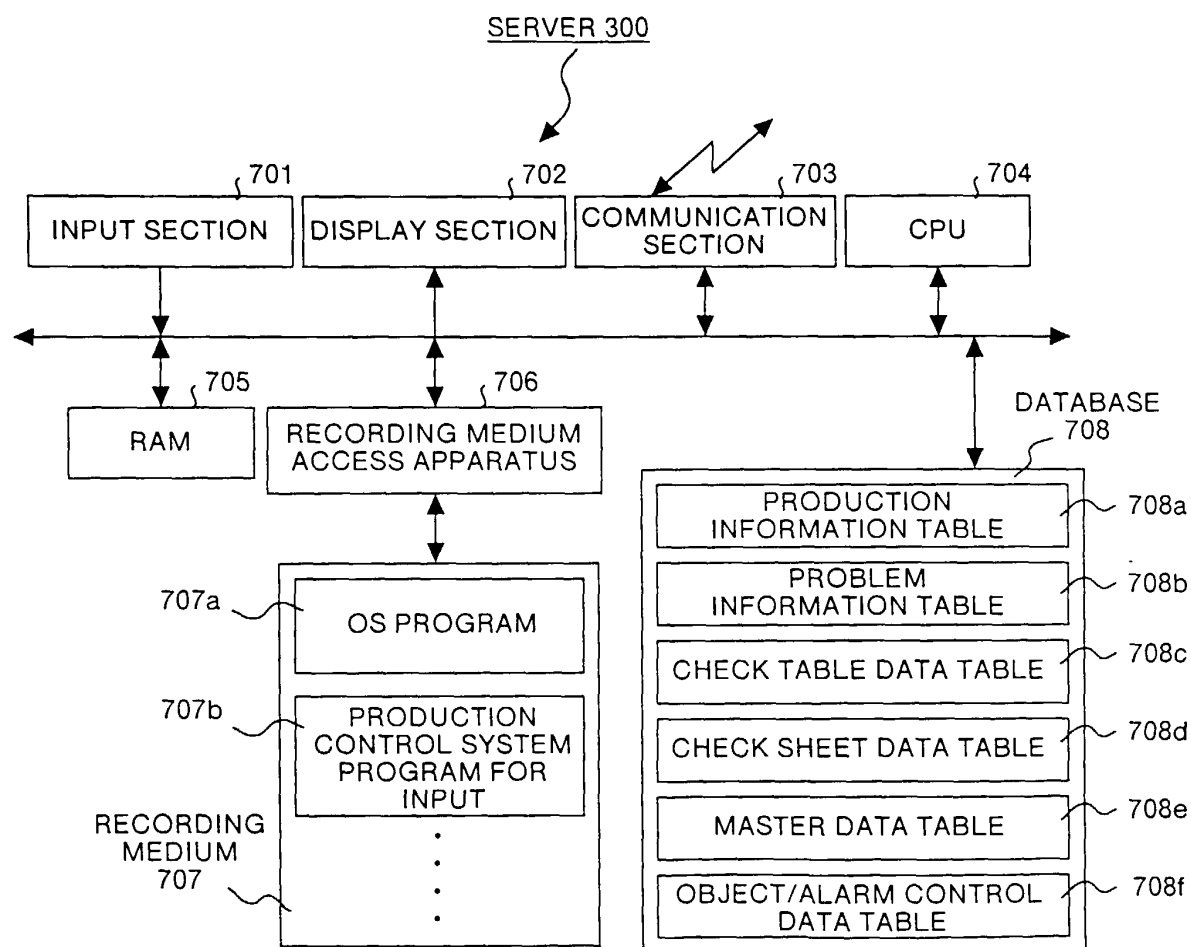 SERVER 300
701
702
703
704
INPUT SECTION
DISPLAY SECTION
COMMUNICATION
SECTION
CPU
705
706
RAM
RECORDING MEDIUM
ACCESS APPARATUS
DATABASE
708
PRODUCTION
INFORMATION TABLE
708a
PROBLEM
INFORMATION TABLE
708b
CHECK TABLE DATA TABLE
708c
CHECK SHEET DATA TABLE
708d
MASTER DATA TABLE
708e
OBJECT/ALARM CONTROL
DATA TABLE
708f
707a
OS PROGRAM
707b
PRODUCTION
CONTROL SYSTEM
PROGRAM FOR
INPUT
RECORDING
MEDIUM
707